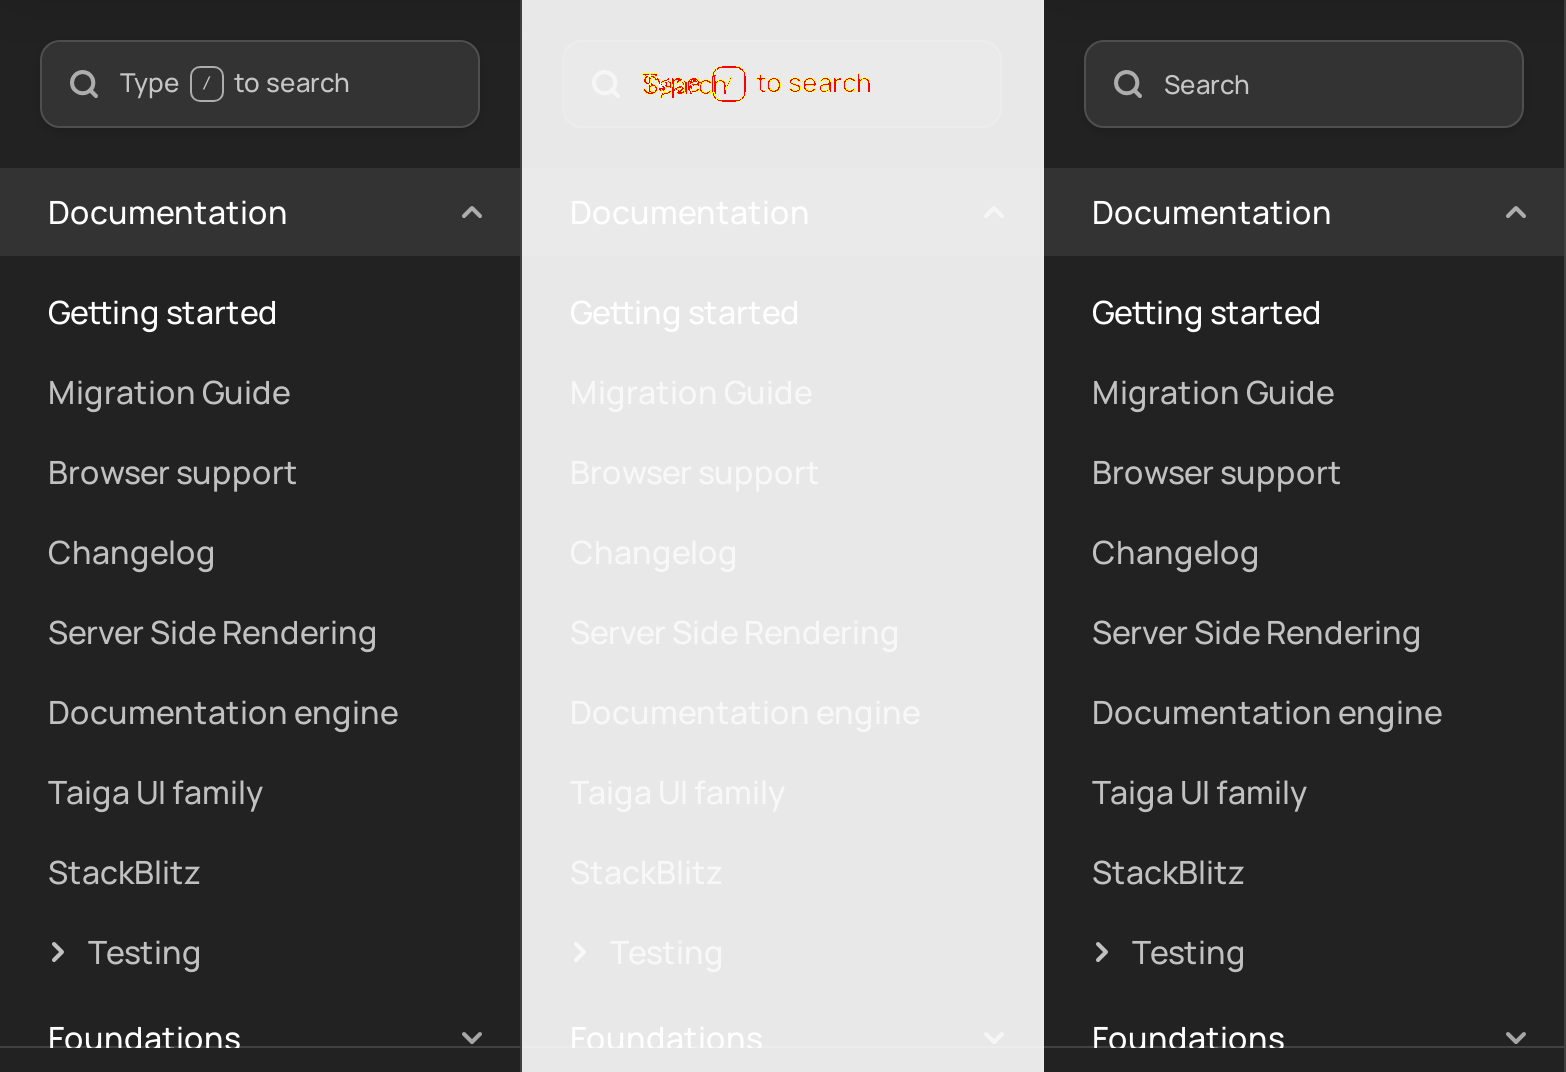 Type / to search
Documentation
Getting started
Migration Guide
Browser support
Changelog
Server Side Rendering
Documentation engine
Taiga UI family
StackBlitz
Testing
Foundations
Type / to search
Search
Documentation
Getting started
Migration Guide
Browser support
Changelog
Server Side Rendering
Documentation engine
Taiga UI family
StackBlitz
Testing
Foundations
Search
Documentation
Getting started
Migration Guide
Browser support
Changelog
Server Side Rendering
Documentation engine
Taiga UI family
StackBlitz
Testing
Foundations